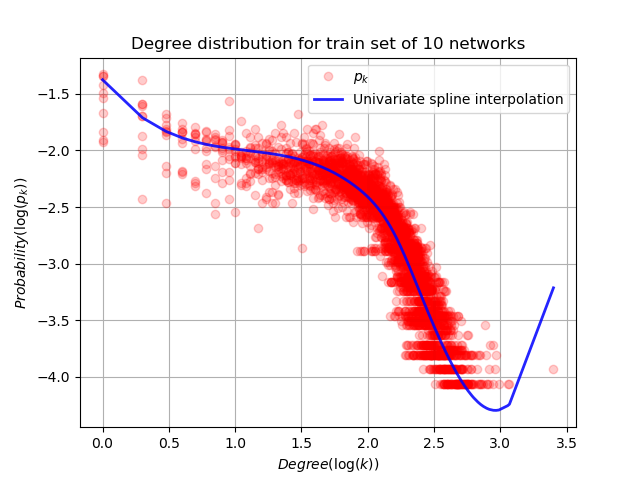 Degree distribution for train set of 10 networks
p_k
Univariate spline interpolation
Probability(log(p_k))
−1.5
−2.0
−2.5
−3.0
−3.5
−4.0
0.0 0.5 1.0 1.5 2.0 2.5 3.0 3.5
Degree(log(k))